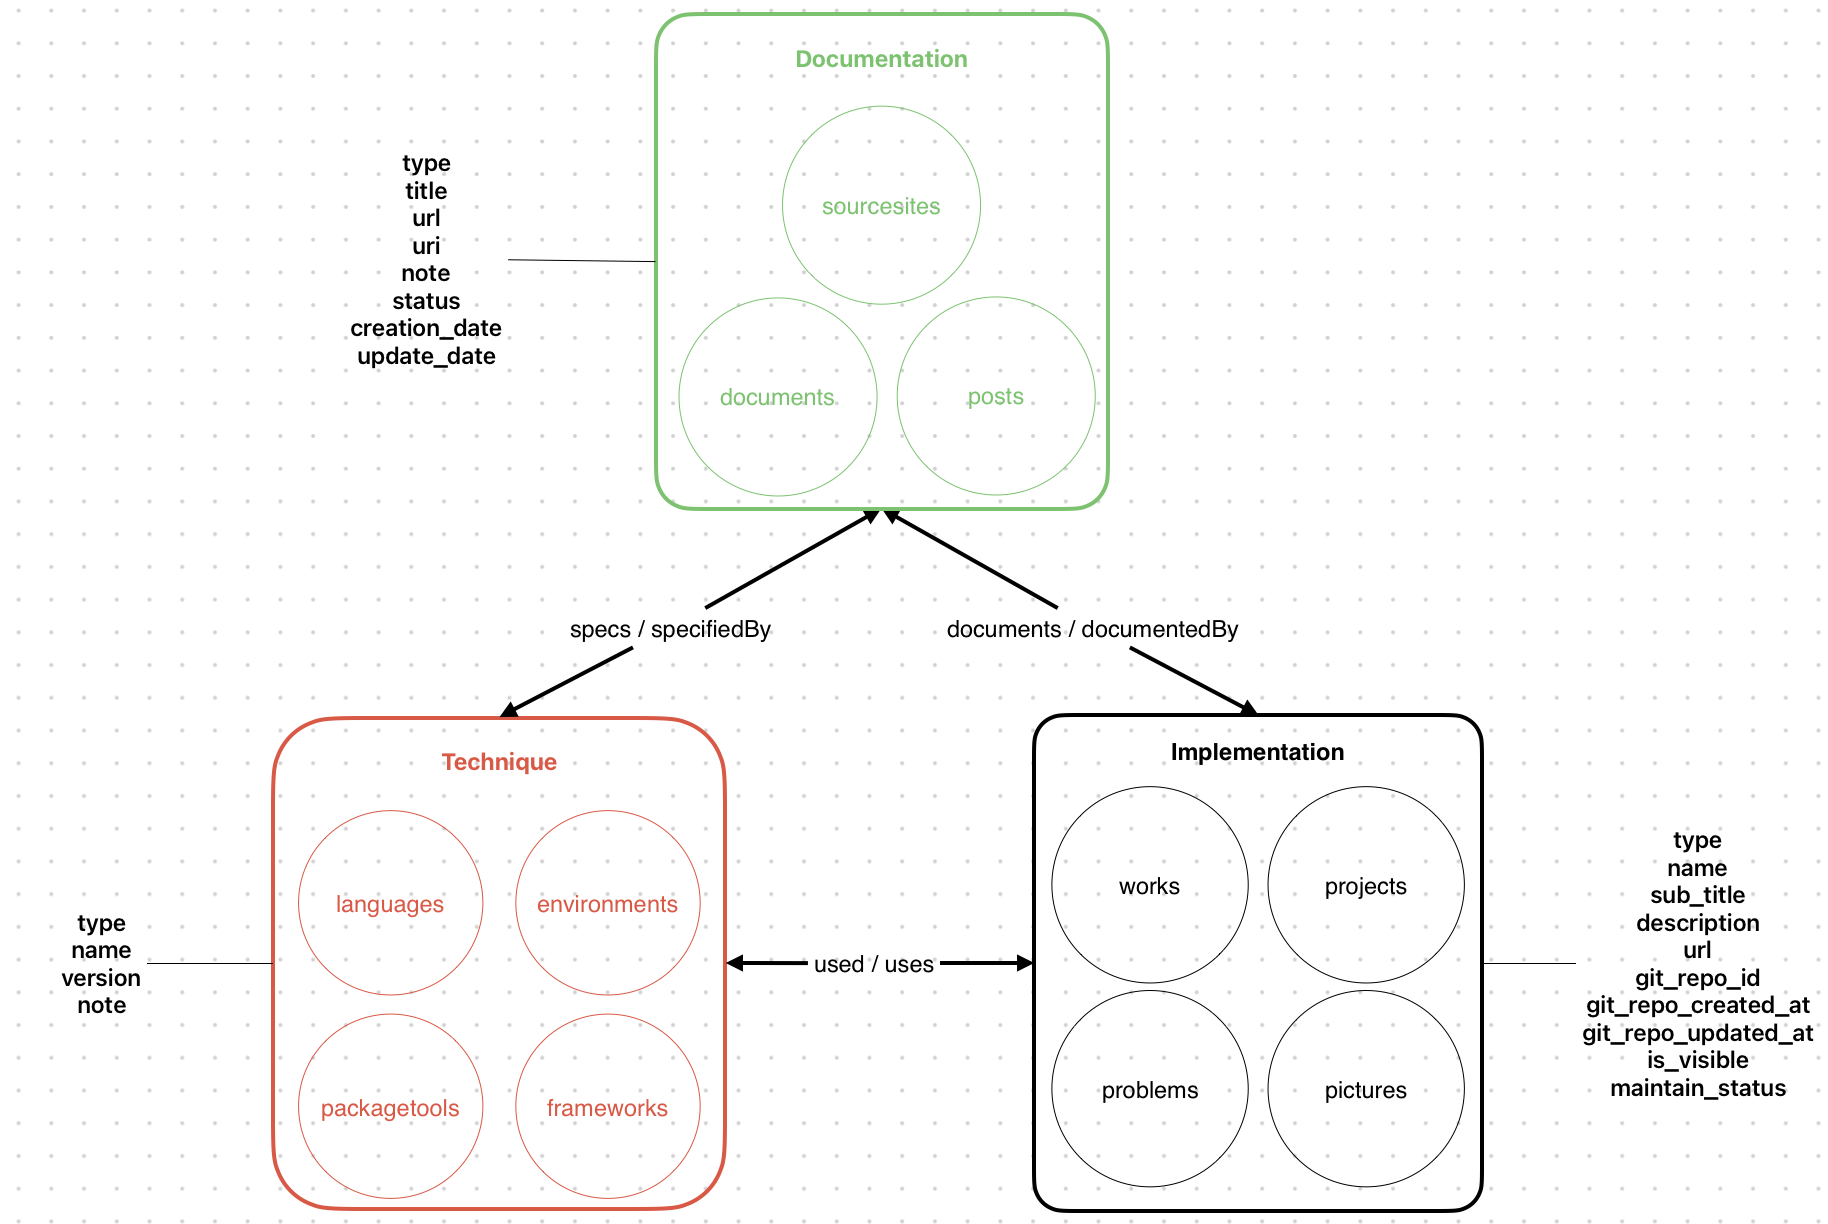 Documentation
sourcesites
documents
posts
type
title
url
uri
note
status
creation_date
update_date
specs / specifiedBy
documents / documentedBy
Technique
languages
environments
packagetools
frameworks
type
name
version
note
used / uses
Implementation
works
projects
problems
pictures
type
name
sub_title
description
url
git_repo_id
git_repo_created_at
git_repo_updated_at
is_visible
maintain_status